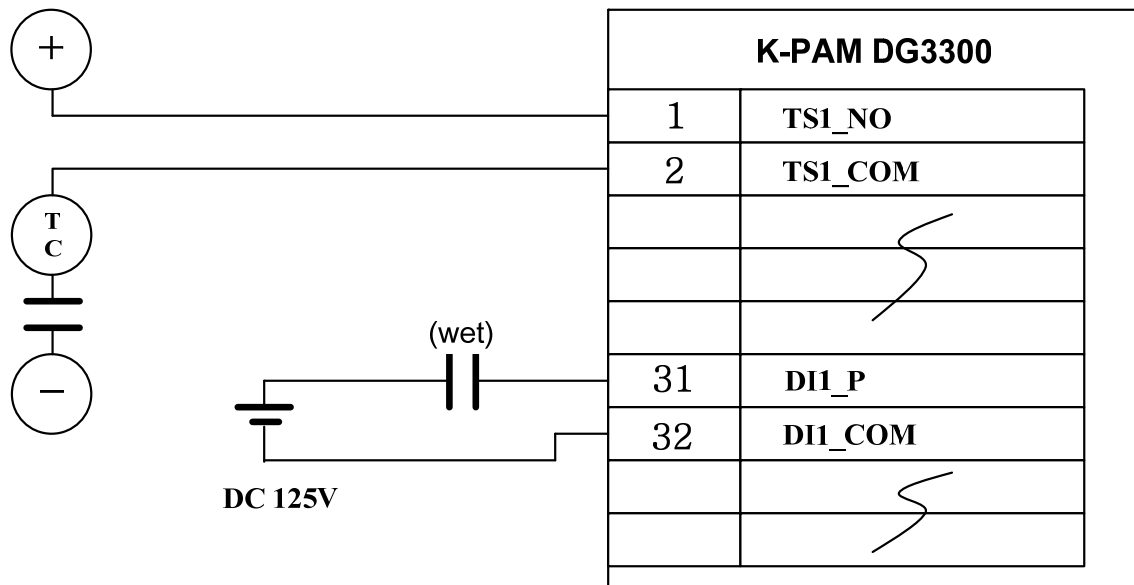 +
K-PAM DG3300
1 TS1_NO
2 TS1_COM
T
C
(wet)
31 DI1_P
−
32 DI1_COM
DC 125V